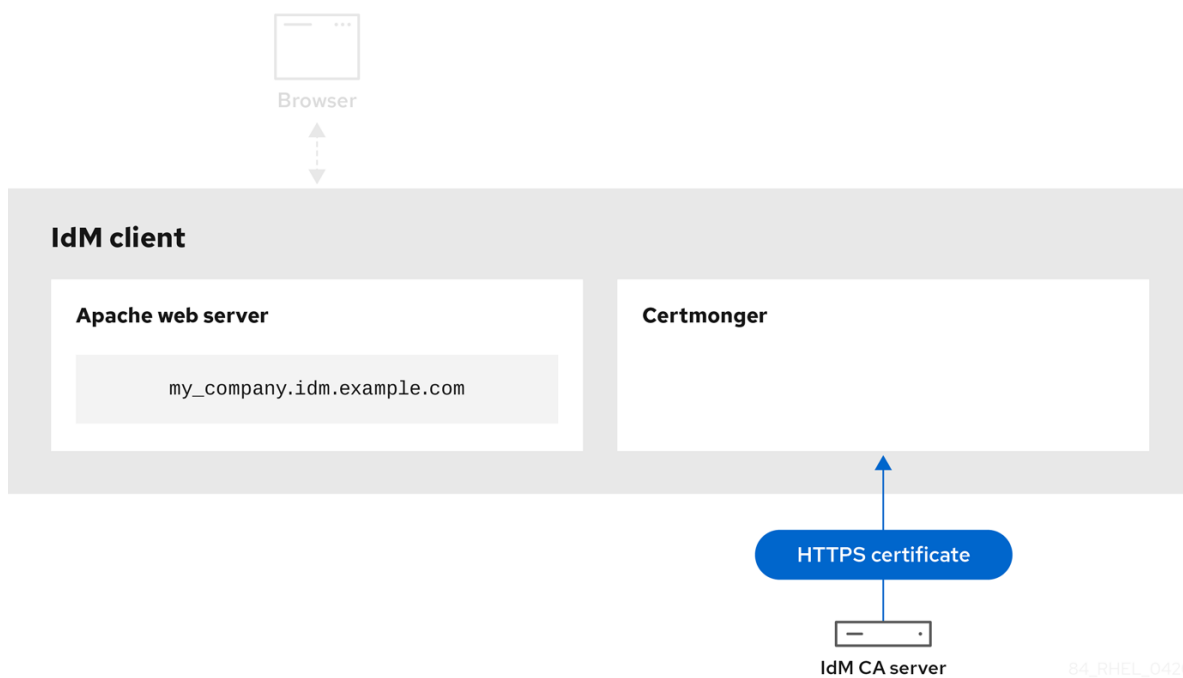 Browser
IdM client
Apache web server
Certmonger
my_company.idm.example.com
HTTPS certificate
IdM CA server